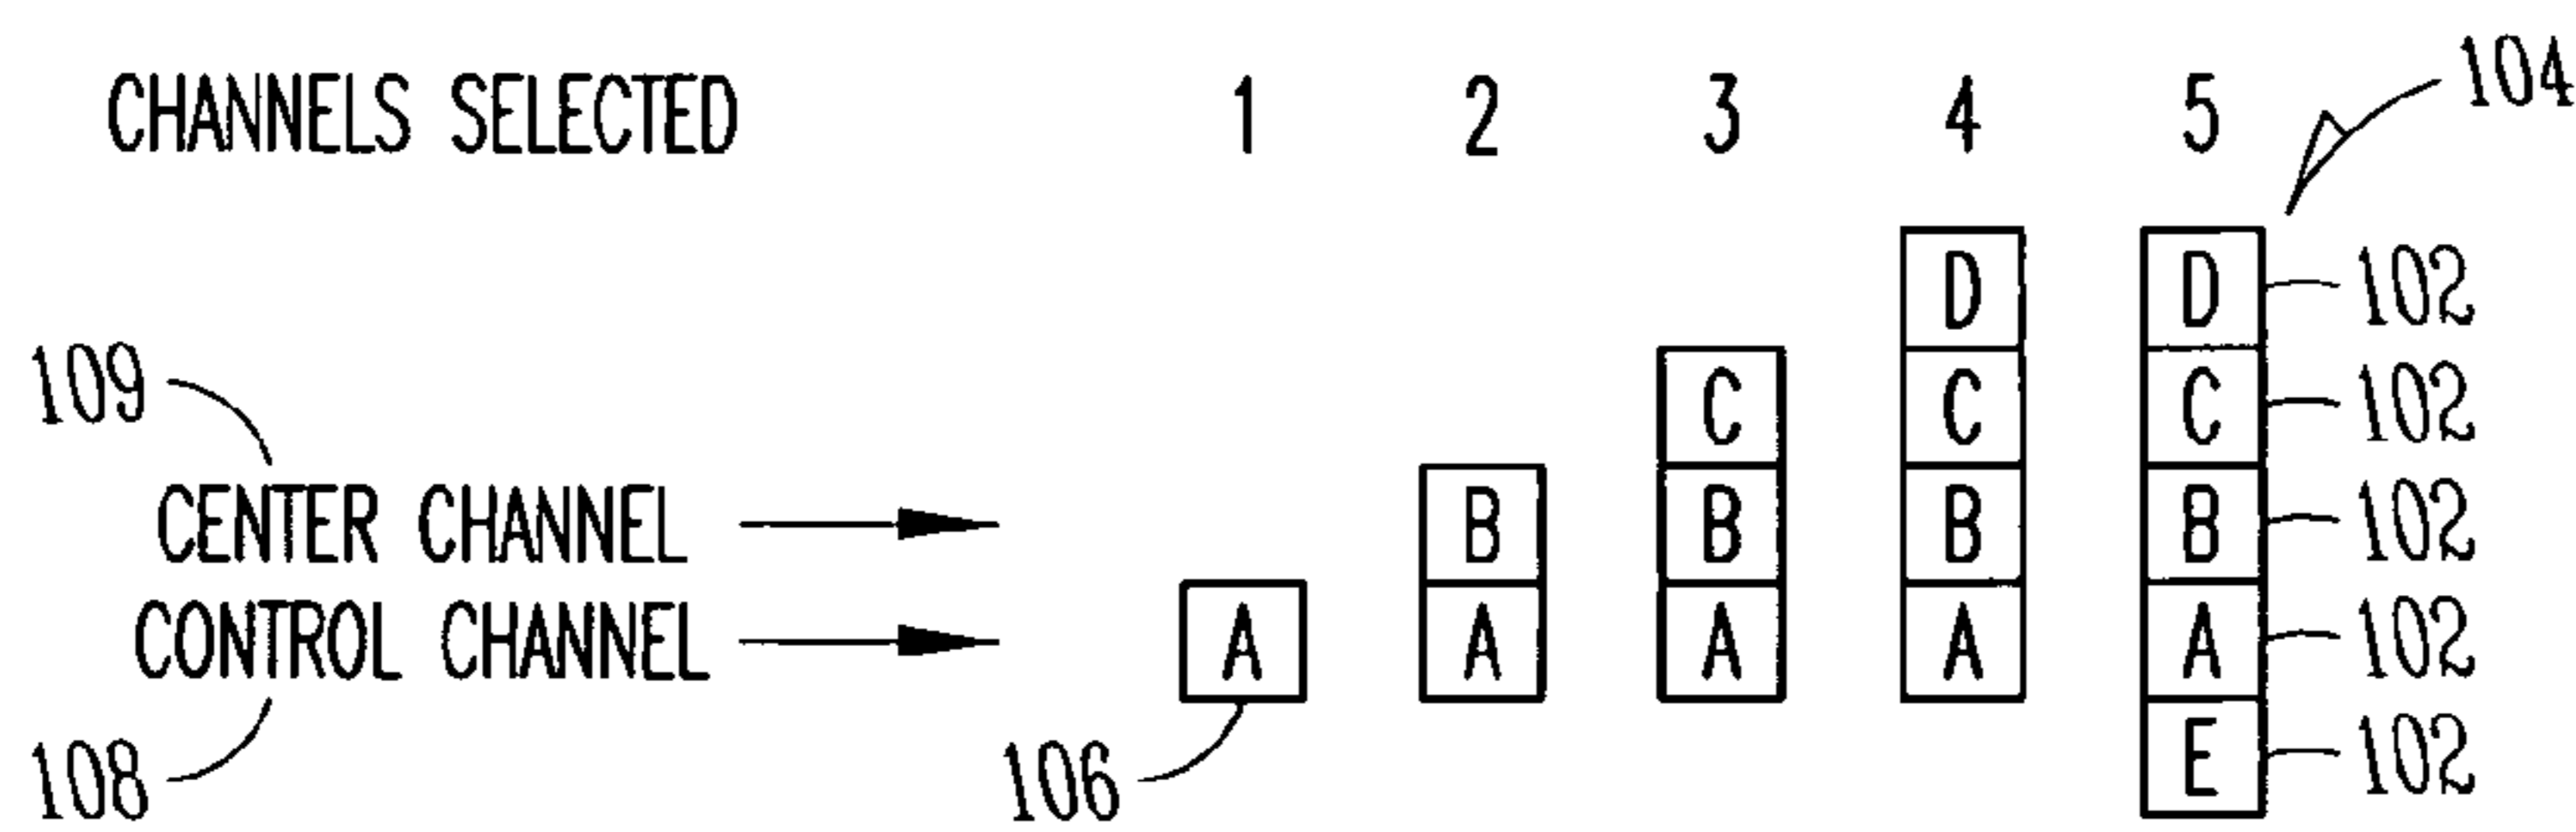 CHANNELS SELECTED 1 2 3 4 5 104
D D 102
109 C C C 102
CENTER CHANNEL B B B B 102
CONTROL CHANNEL A A A A A 102
108 106 E 102